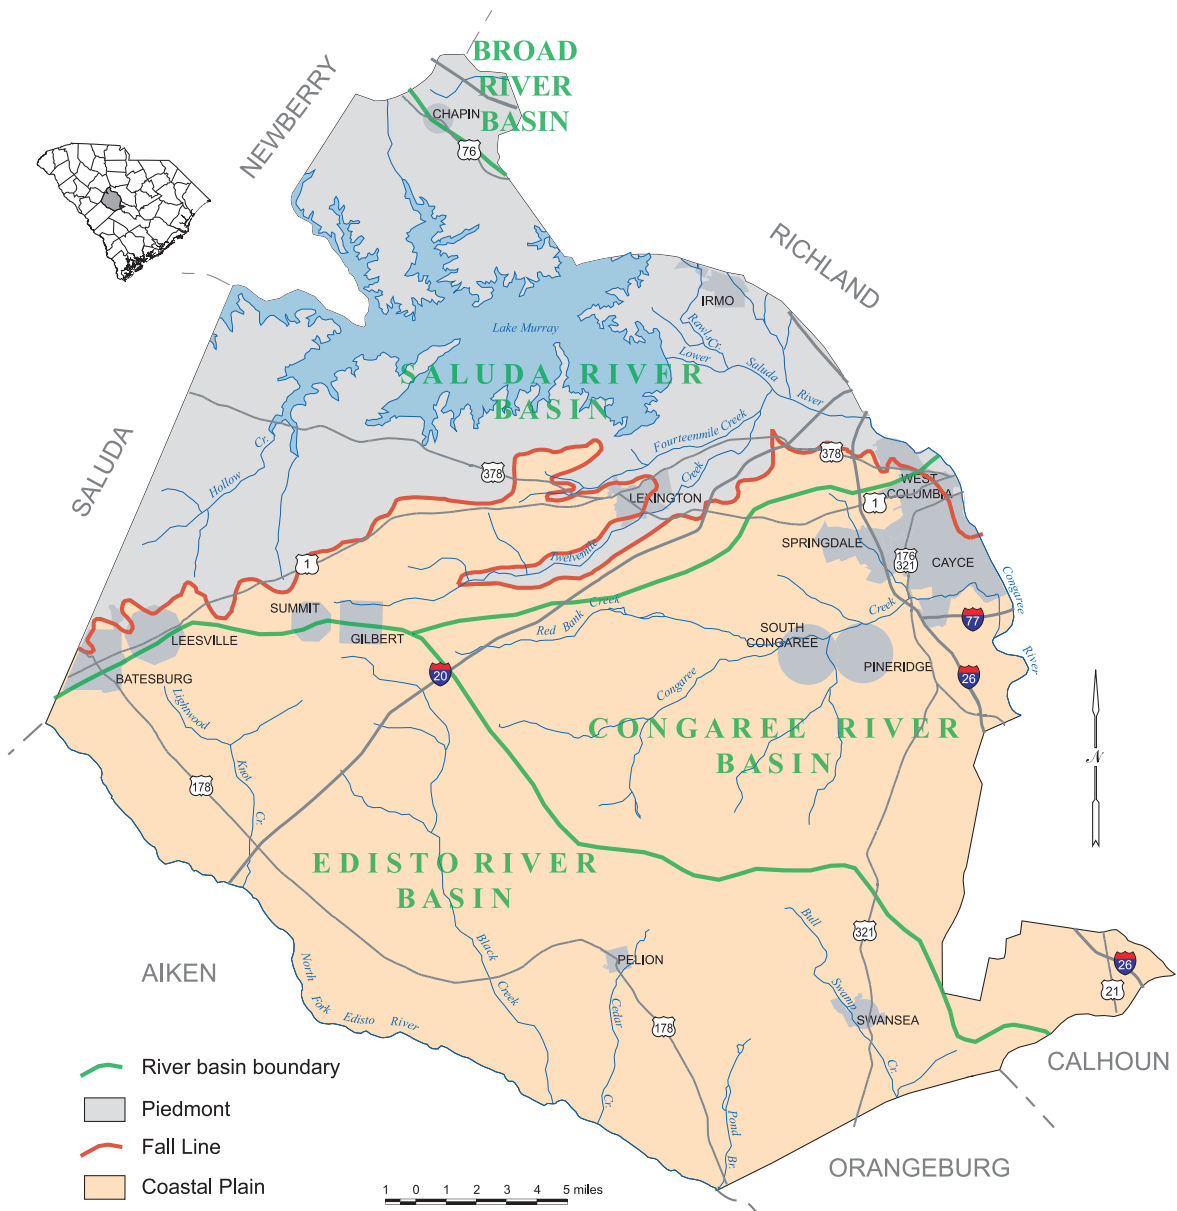 BROAD
RIVER
BASIN
NEWBERRY
CHAPIN
76
RICHLAND
IRMO
Rawls Cr.
Lake Murray
Lower Saluda River
SALUDA RIVER
BASIN
SALUDA
Hollow Cr.
Fourteenmile Creek
378
378
Creek
LEXINGTON
WEST
COLUMBIA
1
SPRINGDALE
176
321
CAYCE
Twelvemile
1
Congaree
River
SUMMIT
GILBERT
LEESVILLE
BATESBURG
Red Bank Creek
Creek
77
SOUTH
CONGAREE
PINERIDGE
20
26
Congaree
Lightwood
Knot
Cr.
CONGAREE RIVER
BASIN
N
178
EDISTO RIVER
BASIN
Bull
Swamp
Cr.
321
Black
Creek
PELION
Cedar
Cr.
26
21
AIKEN
North
Fork Edisto River
SWANSEA
178
CALHOUN
Pond
Br.
ORANGEBURG
River basin boundary
Piedmont
Fall Line
Coastal Plain
1 0 1 2 3 4 5 miles